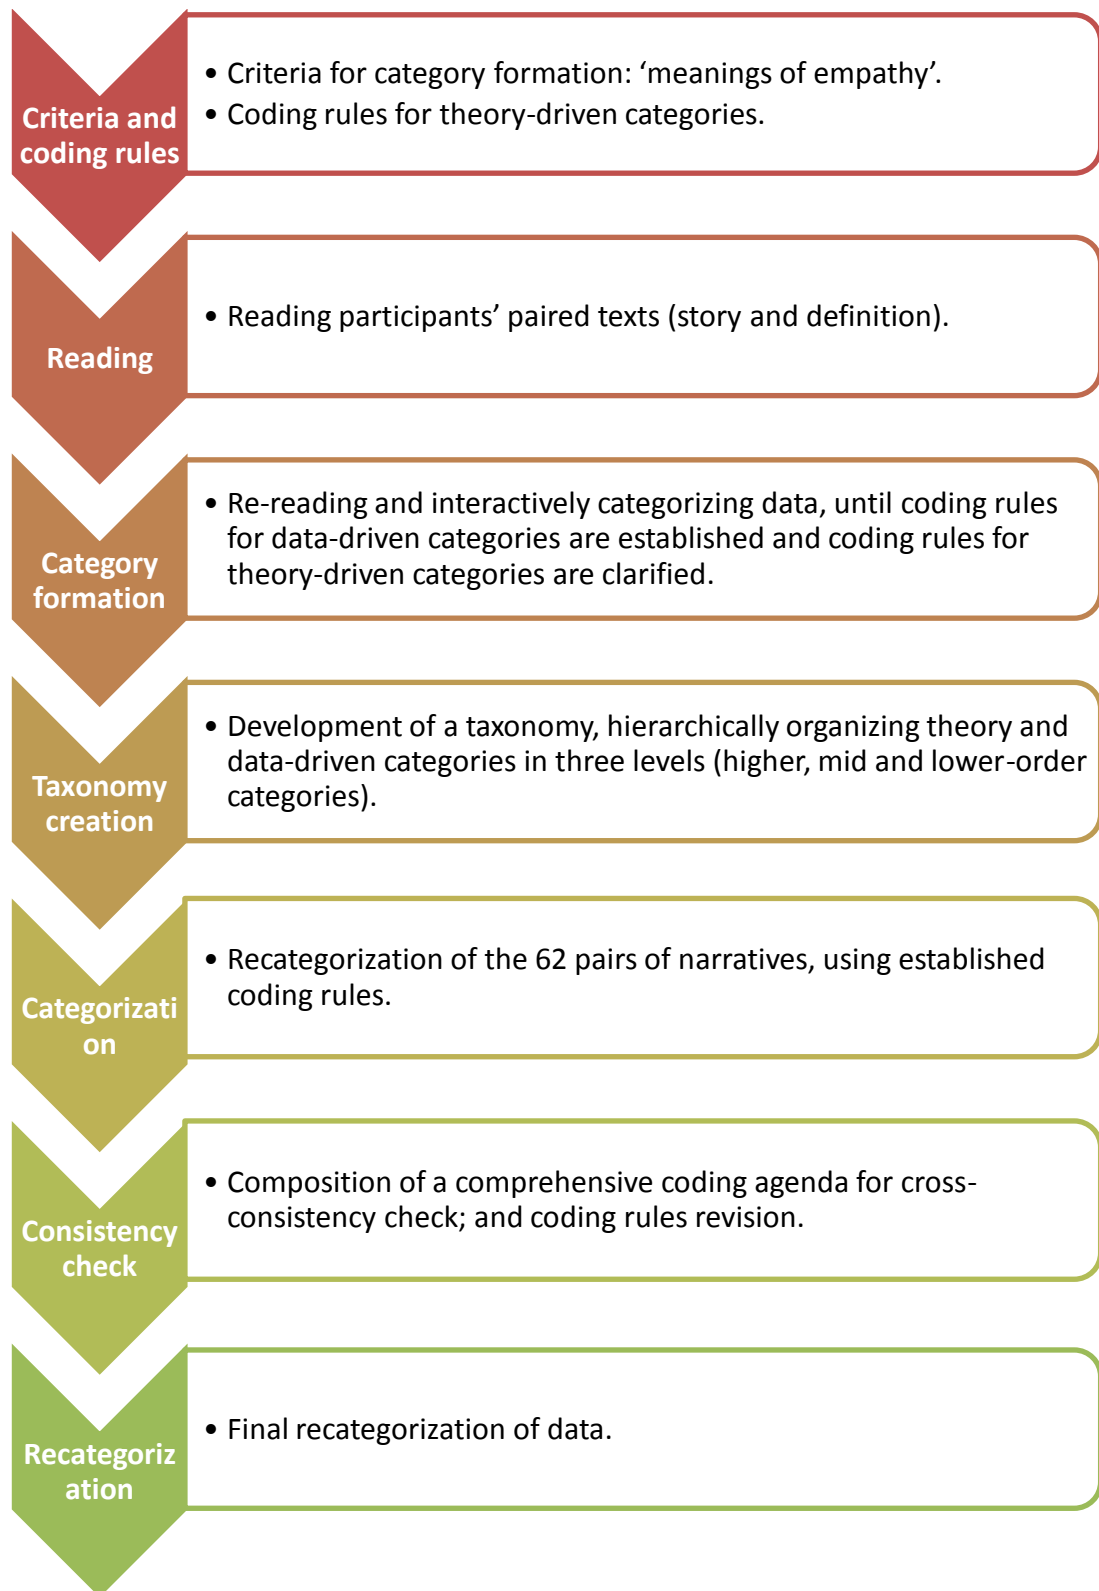 Criteria and
coding rules
• Criteria for category formation: ‘meanings of empathy’.
• Coding rules for theory-driven categories.
Reading
• Reading participants’ paired texts (story and definition).
Category
formation
• Re-reading and interactively categorizing data, until coding rules
for data-driven categories are established and coding rules for
theory-driven categories are clarified.
Taxonomy
creation
• Development of a taxonomy, hierarchically organizing theory and
data-driven categories in three levels (higher, mid and lower-order
categories).
Categorizati
on
• Recategorization of the 62 pairs of narratives, using established
coding rules.
Consistency
check
• Composition of a comprehensive coding agenda for cross-
consistency check; and coding rules revision.
Recategoriz
ation
• Final recategorization of data.